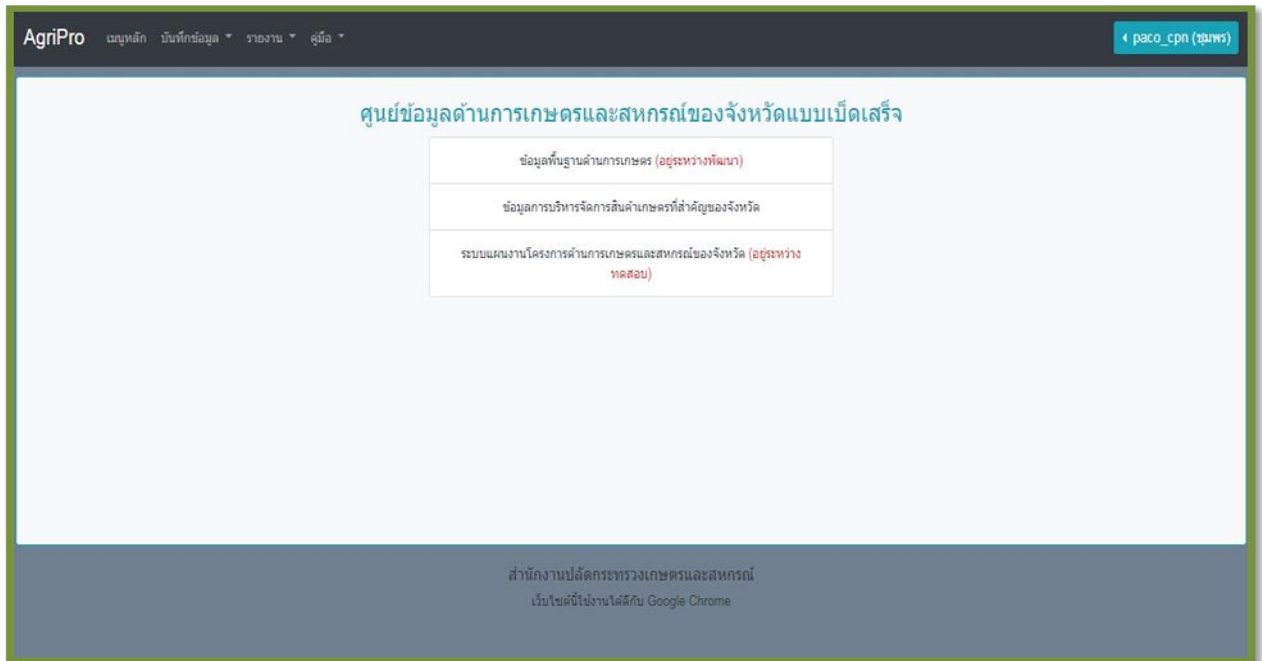 AgriPro เมนูหลัก บันทึกข้อมูล รายงาน คู่มือ paco_cpn (ชุมพร)
ศูนย์ข้อมูลด้านการเกษตรและสหกรณ์ของจังหวัดแบบเบ็ดเสร็จ
ข้อมูลพื้นฐานด้านการเกษตร (อยู่ระหว่างพัฒนา)
ข้อมูลการบริหารจัดการสินค้าเกษตรที่สำคัญของจังหวัด
ระบบแผนงานโครงการด้านการเกษตรและสหกรณ์ของจังหวัด (อยู่ระหว่าง
ทดสอบ)
สำนักงานปลัดกระทรวงเกษตรและสหกรณ์
เว็บไซต์นี้ใช้งานได้ดีกับ Google Chrome